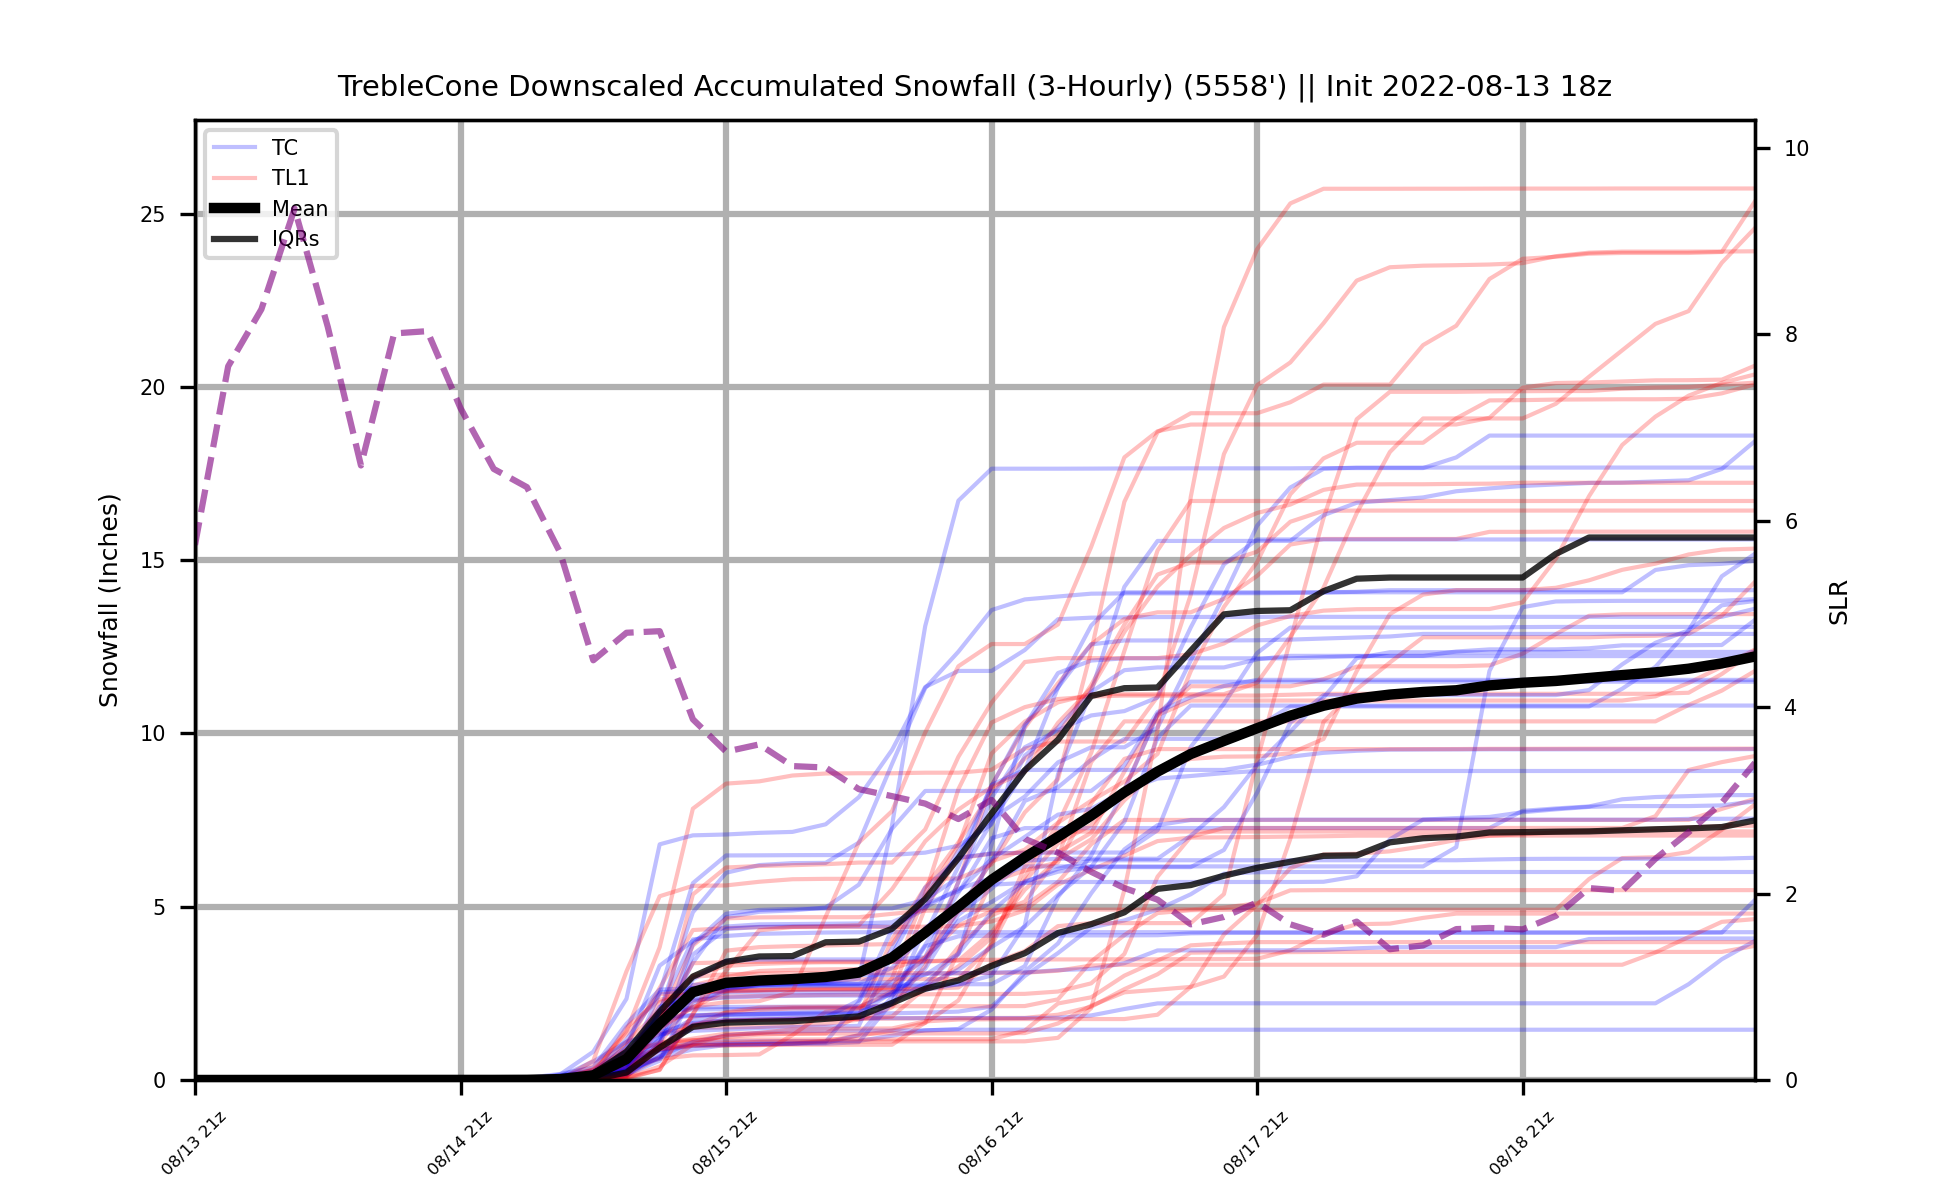 TrebleCone Downscaled Accumulated Snowfall (3-Hourly) (5558') || Init 2022-08-13 18z
TC
TL1
Mean
IQRs
Snowfall (Inches)
25
20
15
10
5
0
10
8
6
4
2
0
SLR
08/13 21z
08/14 21z
08/15 21z
08/16 21z
08/17 21z
08/18 21z